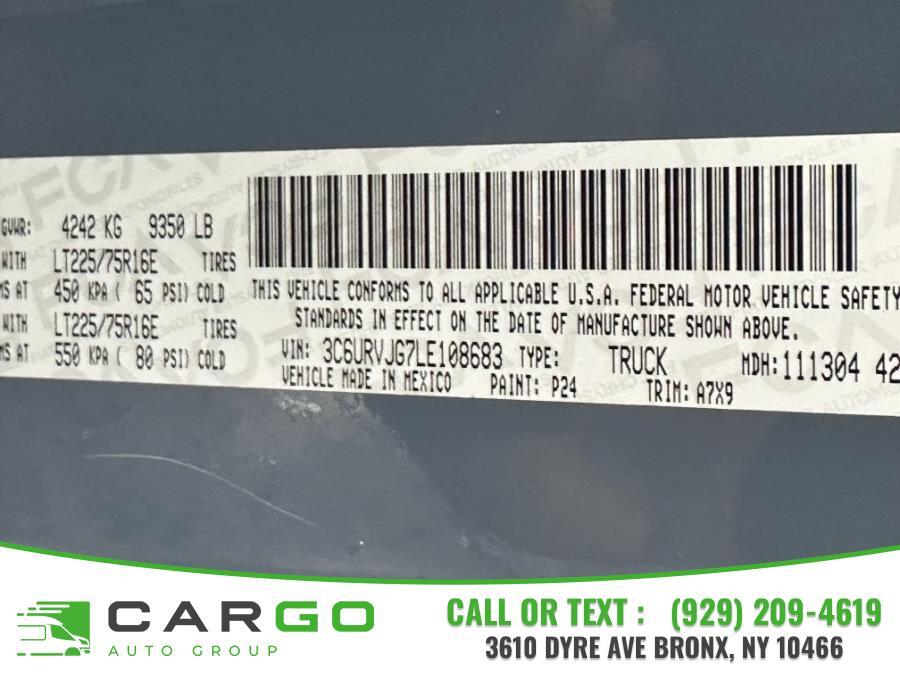 GVWR: 4242 KG 9350 LB
WITH LT225/75R16E TIRES
MS AT 450 KPA ( 65 PSI) COLD
WITH LT225/75R16E TIRES
MS AT 550 KPA ( 80 PSI) COLD
THIS VEHICLE CONFORMS TO ALL APPLICABLE U.S.A. FEDERAL MOTOR VEHICLE SAFETY
STANDARDS IN EFFECT ON THE DATE OF MANUFACTURE SHOWN ABOVE.
VIN: 3C6URVJG7LE108683 TYPE: TRUCK MDH:111304 42
VEHICLE MADE IN MEXICO PAINT: P24 TRIM: A7X9
CARGO
AUTO GROUP
CALL OR TEXT : (929) 209-4619
3610 DYRE AVE BRONX, NY 10466